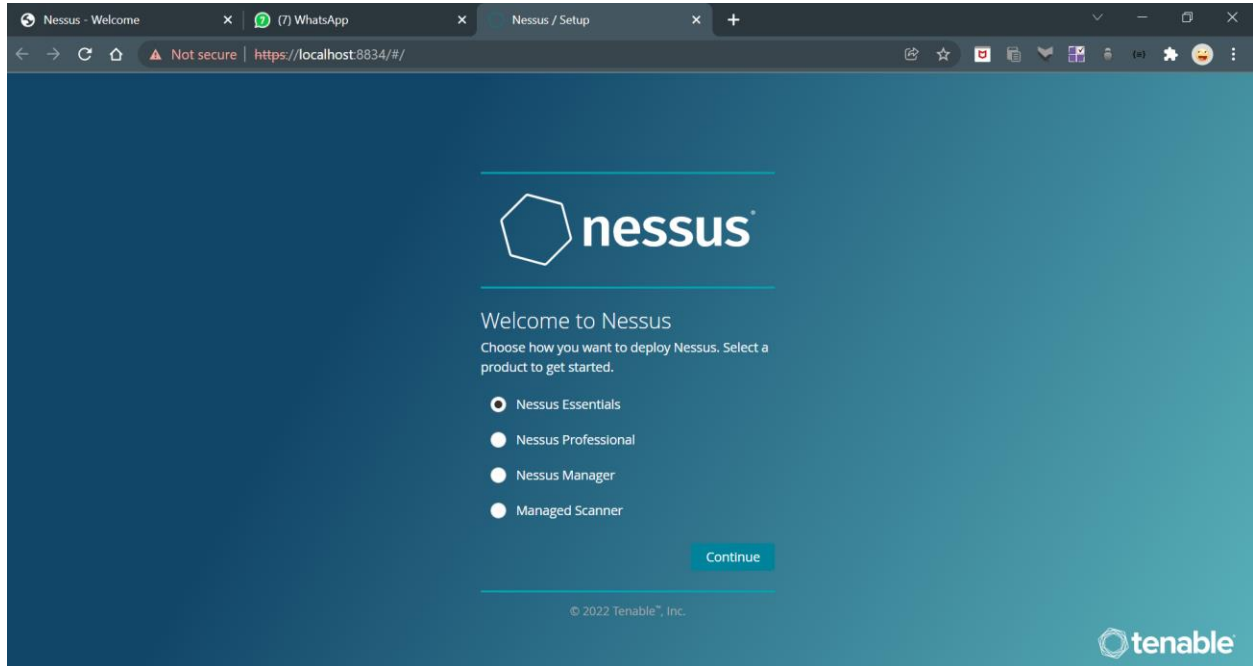 Nessus - Welcome
(7) WhatsApp
Nessus / Setup
Not secure | https://localhost:8834/#/
nessus
Welcome to Nessus
Choose how you want to deploy Nessus. Select a
product to get started.
Nessus Essentials
Nessus Professional
Nessus Manager
Managed Scanner
Continue
© 2022 Tenable™, Inc.
tenable